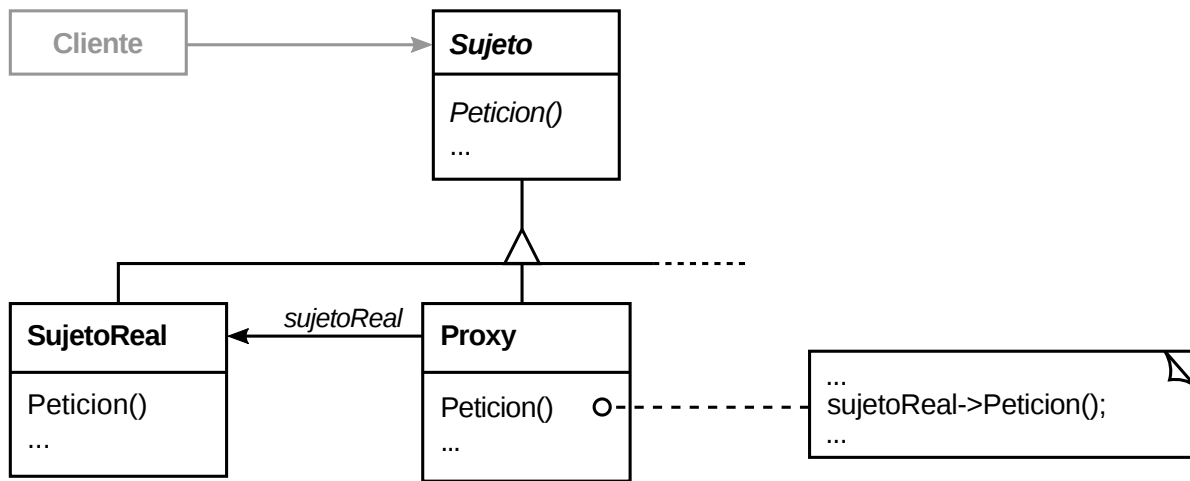 Cliente
Sujeto
Peticion()
...
sujetoReal
SujetoReal
Peticion()
...
Proxy
Peticion()
...
...
sujetoReal->Peticion();
...